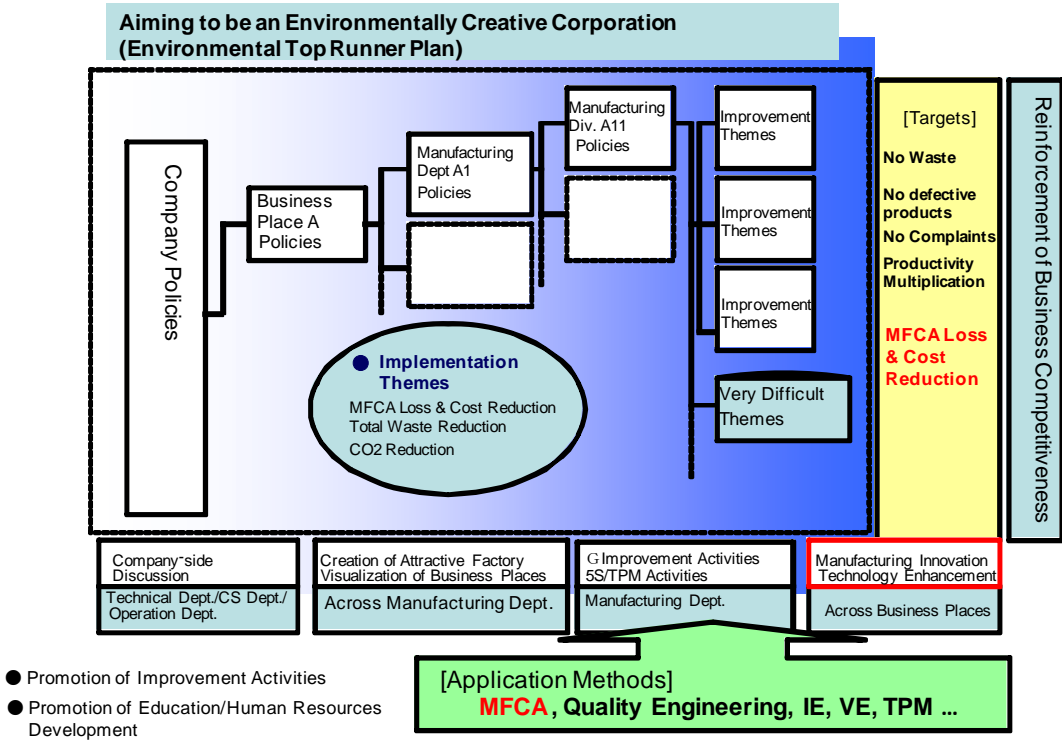 Aiming to be an Environmentally Creative Corporation
(Environmental Top Runner Plan)
Company Policies
Business
Place A
Policies
Manufacturing
Dept A1
Policies
Manufacturing
Div. A11
Policies
Improvement
Themes
Improvement
Themes
Improvement
Themes
Very Difficult
Themes
● Implementation
Themes
MFCA Loss & Cost Reduction
Total Waste Reduction
CO2 Reduction
[Targets]
No Waste
No defective
products
No Complaints
Productivity
Multiplication
MFCA Loss
& Cost
Reduction
Reinforcement of Business Competitiveness
Company-side
Discussion
Technical Dept./CS Dept./
Operation Dept.
Creation of Attractive Factory
Visualization of Business Places
Across Manufacturing Dept.
G Improvement Activities
5S/TPM Activities
Manufacturing Dept.
Manufacturing Innovation
Technology Enhancement
Across Business Places
● Promotion of Improvement Activities
● Promotion of Education/Human Resources
Development
[Application Methods]
MFCA, Quality Engineering, IE, VE, TPM ...